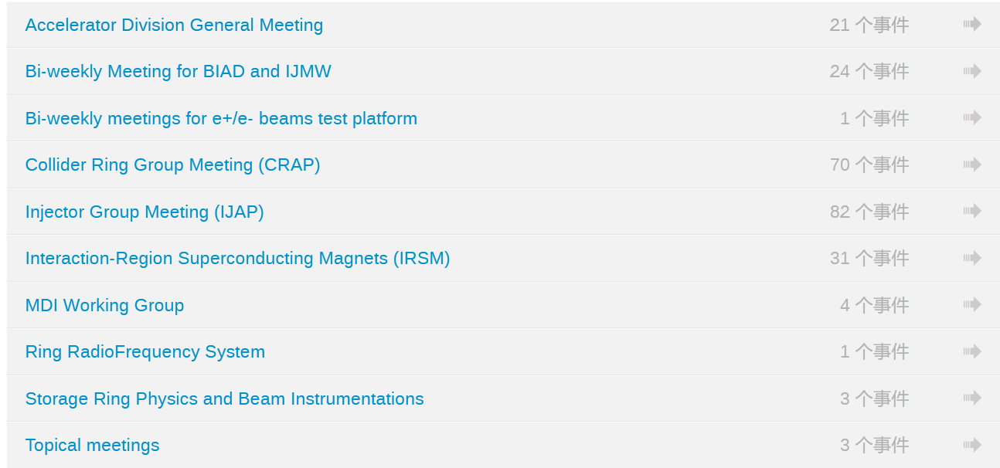 Accelerator Division General Meeting 21 个事件
Bi-weekly Meeting for BIAD and IJMW 24 个事件
Bi-weekly meetings for e+/e- beams test platform 1 个事件
Collider Ring Group Meeting (CRAP) 70 个事件
Injector Group Meeting (IJAP) 82 个事件
Interaction-Region Superconducting Magnets (IRSM) 31 个事件
MDI Working Group 4 个事件
Ring RadioFrequency System 1 个事件
Storage Ring Physics and Beam Instrumentations 3 个事件
Topical meetings 3 个事件